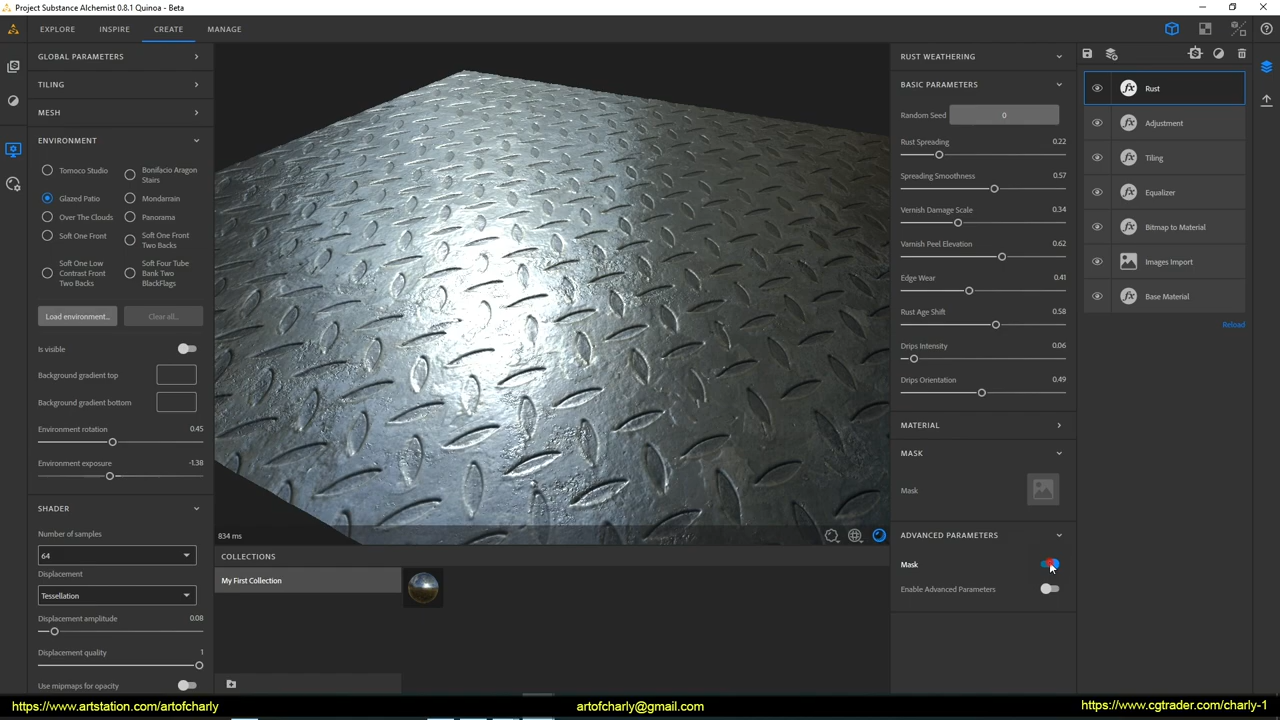 Project Substance Alchemist 0.8.1 Quinoa - Beta
EXPLORE INSPIRE CREATE MANAGE
GLOBAL PARAMETERS
TILING
MESH
ENVIRONMENT
Tomoco Studio
Bonifacio Aragon
Stairs
Glazed Patio
Mondarrain
Over The Clouds
Panorama
Soft One Front
Soft One Front
Two Backs
Soft One Low
Contrast Front
Two Backs
Soft Four Tube
Bank Two
BlackFlags
Load environment...
Clear all...
Is visible
Background gradient top
Background gradient bottom
Environment rotation 0.45
Environment exposure -1.38
SHADER
Number of samples
64
Displacement
Tessellation
Displacement amplitude 0.08
Displacement quality 1
Use mipmaps for opacity
834 ms
COLLECTIONS
My First Collection
RUST WEATHERING
BASIC PARAMETERS
Random Seed 0
Rust Spreading 0.22
Spreading Smoothness 0.57
Vernish Damage Scale 0.34
Varnish Peel Elevation 0.62
Edge Wear 0.41
Rust Age Shift 0.58
Drips Intensity 0.06
Drips Orientation 0.49
MATERIAL
MASK
Mask
ADVANCED PARAMETERS
Mask
Enable Advanced Parameters
fx Rust
fx Adjustment
fx Tiling
fx Equalizer
fx Bitmap to Material
Images Import
fx Base Material
Reload
https://www.artstation.com/artofcharly
artofcharly@gmail.com
https://www.cgtrader.com/charly-1